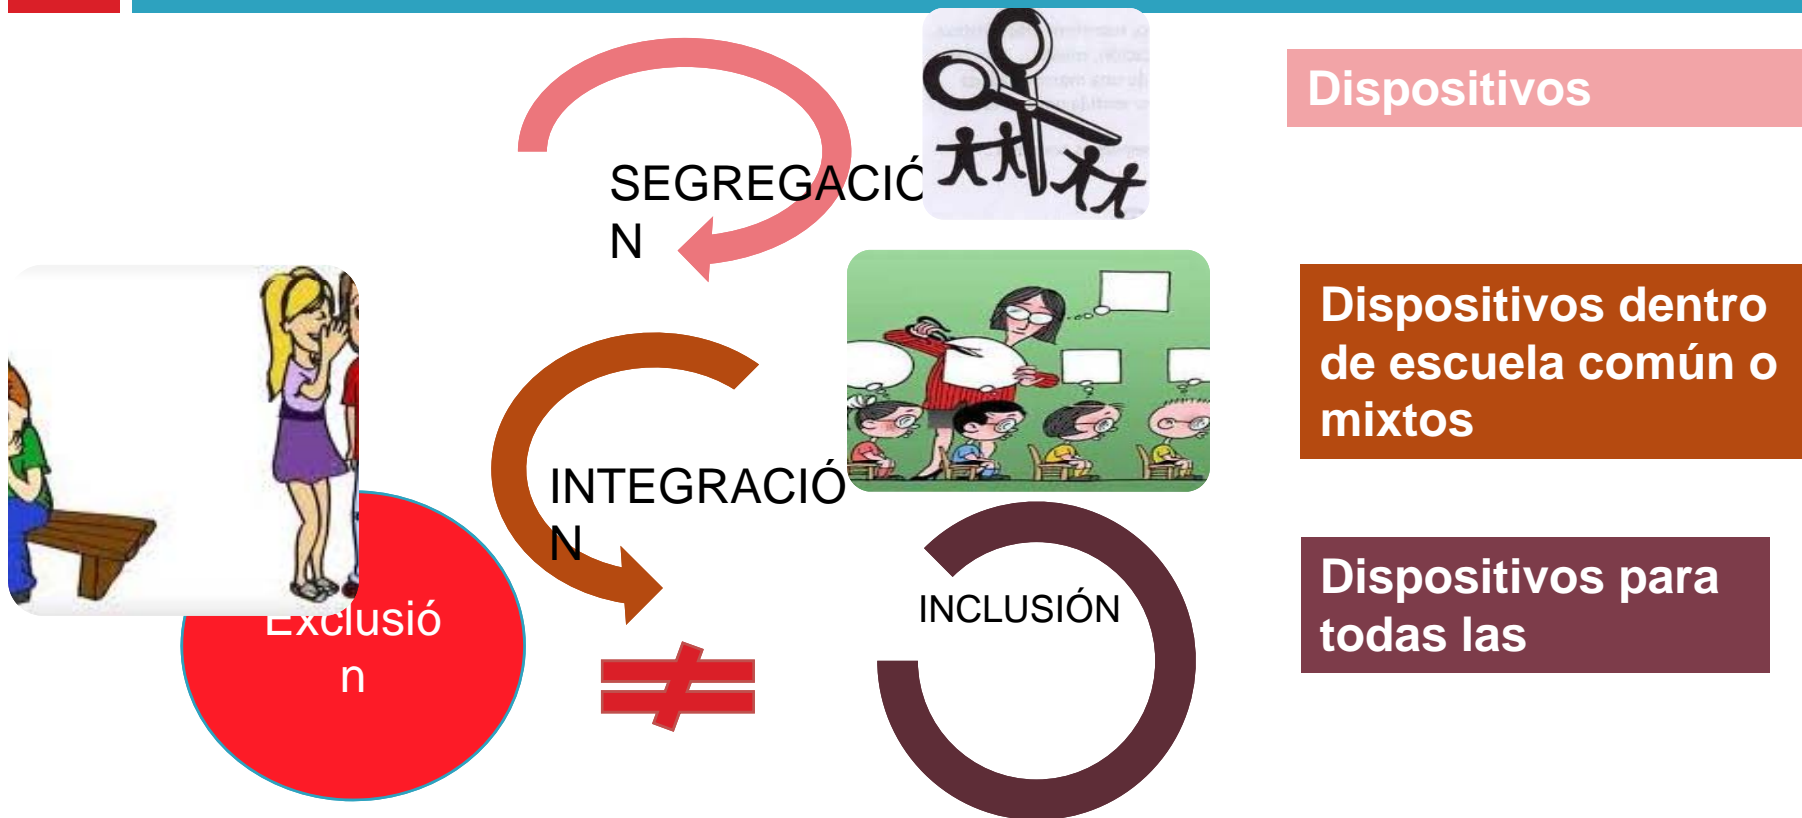 Dispositivos
SEGREGACIÓ
N
Dispositivos dentro
de escuela común o
mixtos
INTEGRACIÓ
N
Dispositivos para
todas las
INCLUSIÓN
Exclusió
n